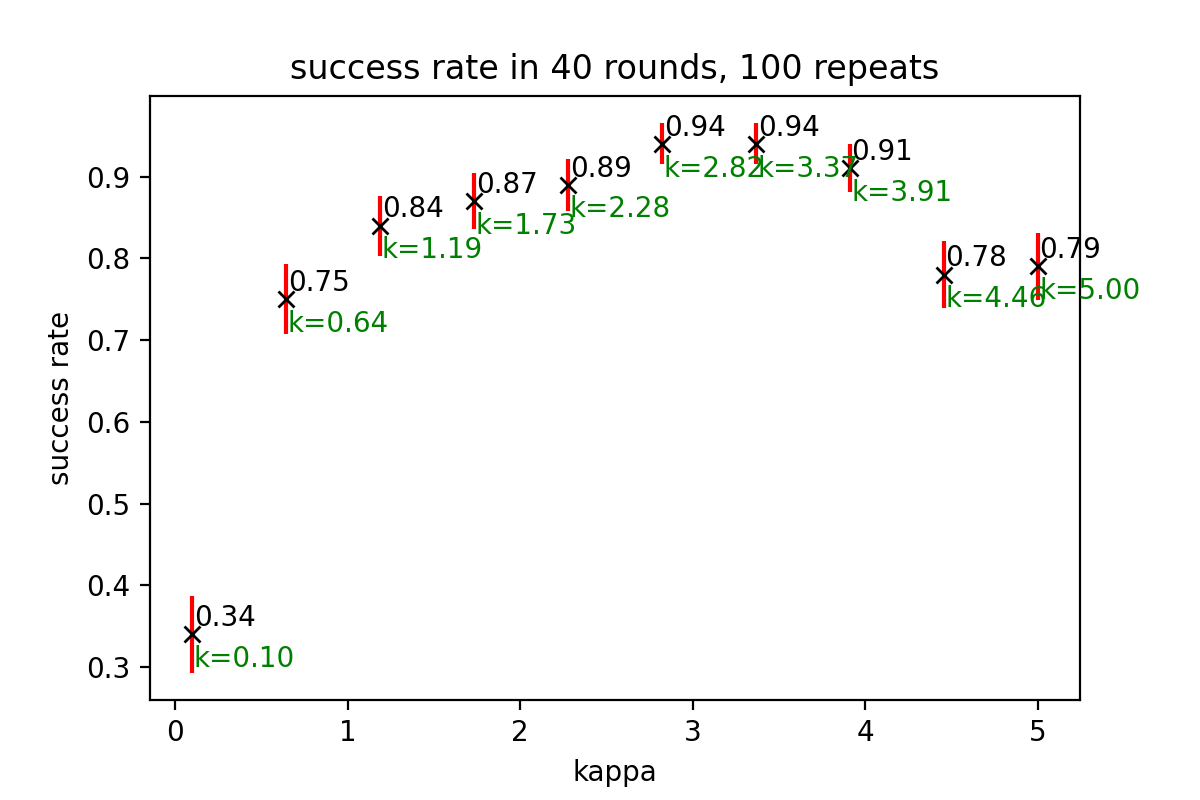 success rate in 40 rounds, 100 repeats
0.94
0.94
k=2.82
k=3.37
0.91
k=3.91
0.89
k=2.28
0.87
k=1.73
0.84
k=1.19
0.79
k=5.00
0.78
k=4.46
0.75
k=0.64
0.34
k=0.10
0.9
0.8
0.7
0.6
0.5
0.4
0.3
success rate
0 1 2 3 4 5
kappa